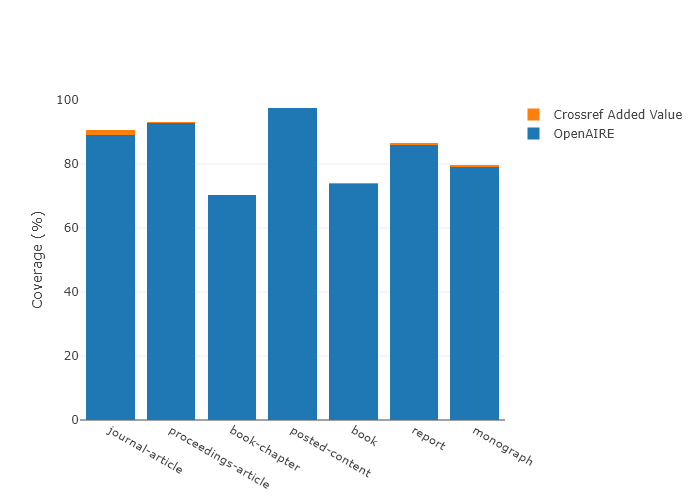 100
80
60
40
20
0
Coverage (%)
journal-article
proceedings-article
book-chapter
posted-content
book
report
monograph
Crossref Added Value
OpenAIRE